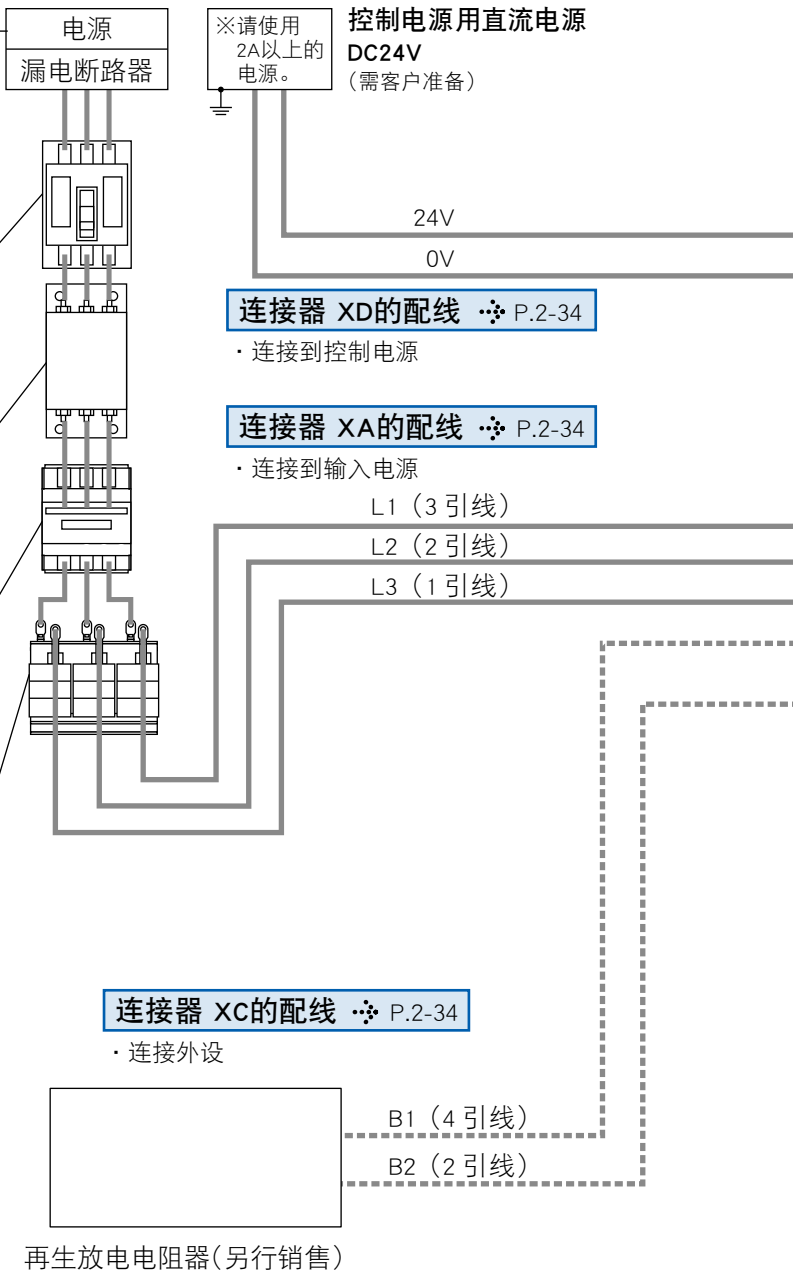 电源
漏电断路器
※请使用
2A以上的
电源。
控制电源用直流电源
DC24V
（需客户准备）
24V
0V
连接器 XD的配线 P.2-34
・连接到控制电源
连接器 XA的配线 P.2-34
・连接到输入电源
L1（3 引线）
L2（2 引线）
L3（1 引线）
连接器 XC的配线 P.2-34
・连接外设
B1（4 引线）
B2（2 引线）
再生放电电阻器（另行销售）